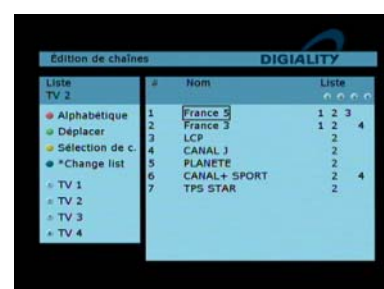 Édition de chaînes
DIGIALITY
Liste
TV 2
Alphabétique
Déplacer
Sélection de c.
*Change list
TV 1
TV 2
TV 3
TV 4
# Nom Liste
1 France 5 1 2 3
2 France 3 1 2 4
3 LCP 2
4 CANAL J 2
5 PLANETE 2
6 CANAL+ SPORT 2 4
7 TPS STAR 2